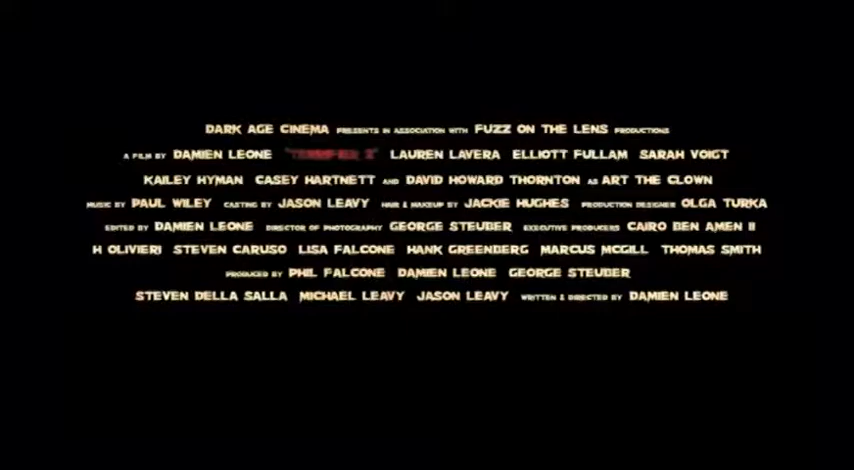 DARK AGE CINEMA PRESENTS IN ASSOCIATION WITH FUZZ ON THE LENS PRODUCTIONS
A FILM BY DAMIEN LEONE "TERRIFIER 2" LAUREN LAVERA ELLIOTT FULLAM SARAH VOIGT
KAILEY HYMAN CASEY HARTNETT AND DAVID HOWARD THORNTON AS ART THE CLOWN
MUSIC BY PAUL WILEY CASTING BY JASON LEAVY HAIR & MAKEUP BY JACKIE HUGHES PRODUCTION DESIGNER OLGA TURKA
EDITED BY DAMIEN LEONE DIRECTOR OF PHOTOGRAPHY GEORGE STEUBER EXECUTIVE PRODUCERS CAIRO BEN AMEN II
H OLIVIERI STEVEN CARUSO LISA FALCONE HANK GREENBERG MARCUS MCGILL THOMAS SMITH
PRODUCED BY PHIL FALCONE DAMIEN LEONE GEORGE STEUBER
STEVEN DELLA SALLA MICHAEL LEAVY JASON LEAVY WRITTEN & DIRECTED BY DAMIEN LEONE